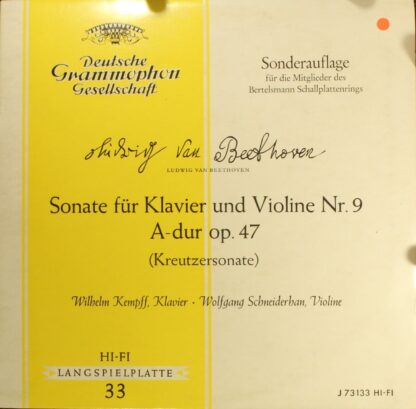 Deutsche
Grammophon
Gesellschaft
Sonderauflage
für die Mitglieder des
Bertelsmann Schallplattenrings
Ludwig van Beethoven
LUDWIG VAN BEETHOVEN
Sonate für Klavier und Violine Nr. 9
A-dur op. 47
(Kreutzersonate)
Wilhelm Kempff, Klavier · Wolfgang Schneiderhan, Violine
HI-FI
LANGSPIELPLATTE
33
J 73133 HI-FI